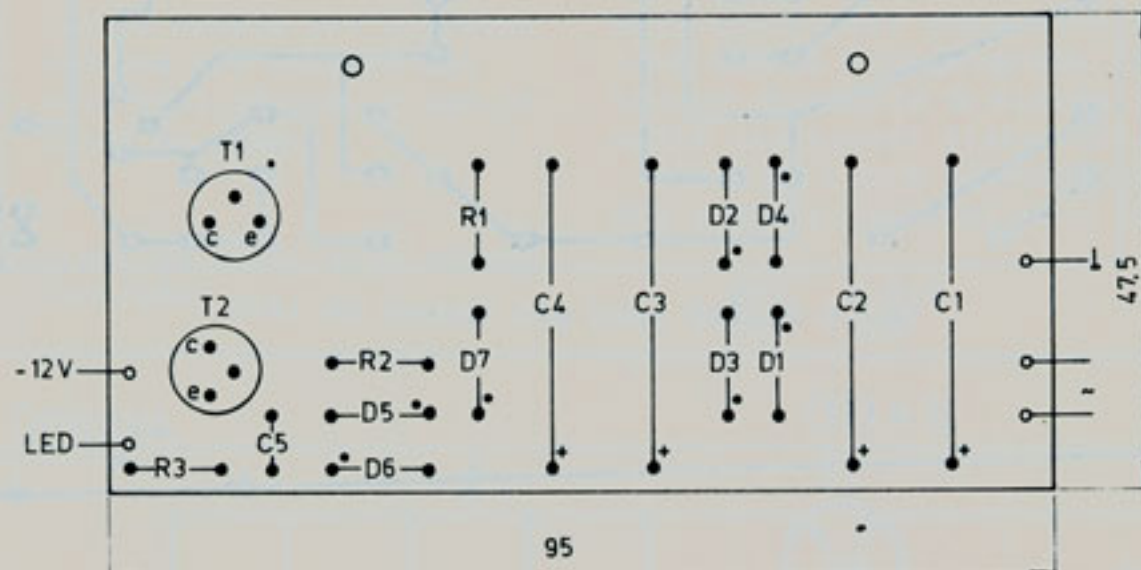 T1
c e
R1
D2
D4
47,5
T2
C4
C3
C2
C1
c
e
-12V
R2
D7
D3
D1
~
D5
LED
R3
C5
D6
+
+
+
+
95